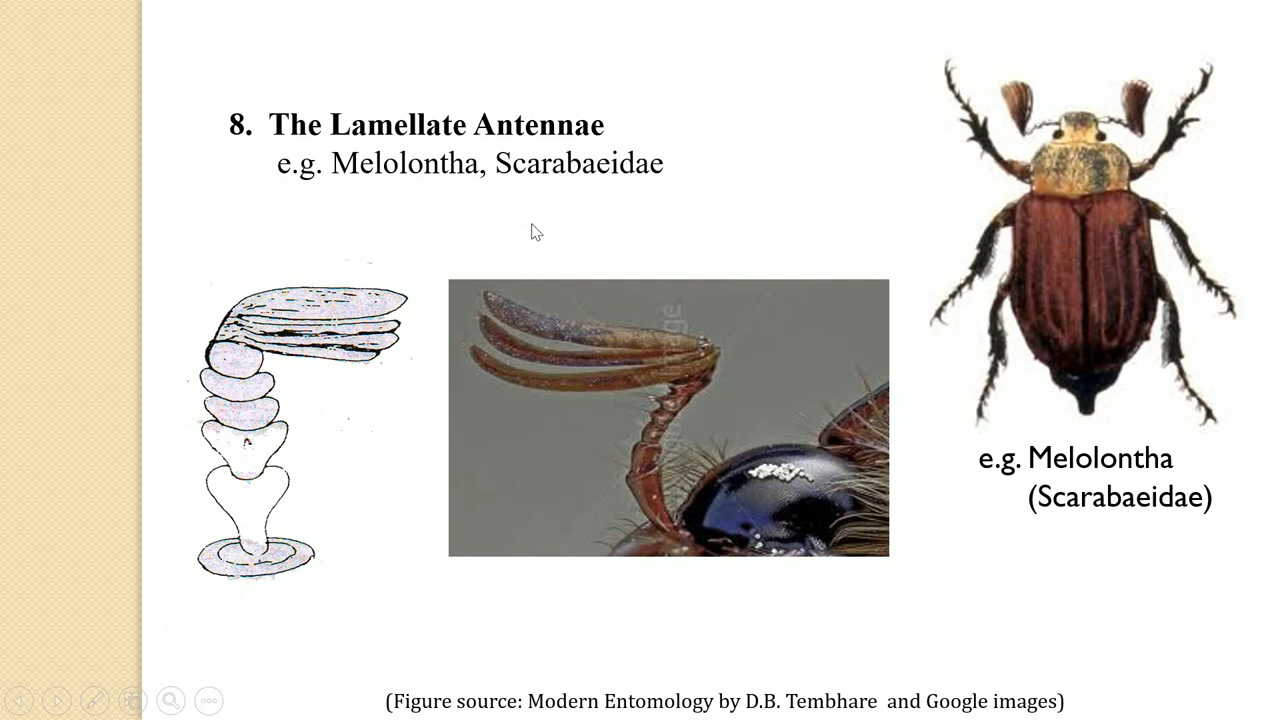 8. The Lamellate Antennae
e.g. Melolontha, Scarabaeidae
e.g. Melolontha
(Scarabaeidae)
(Figure source: Modern Entomology by D.B. Tembhare and Google images)